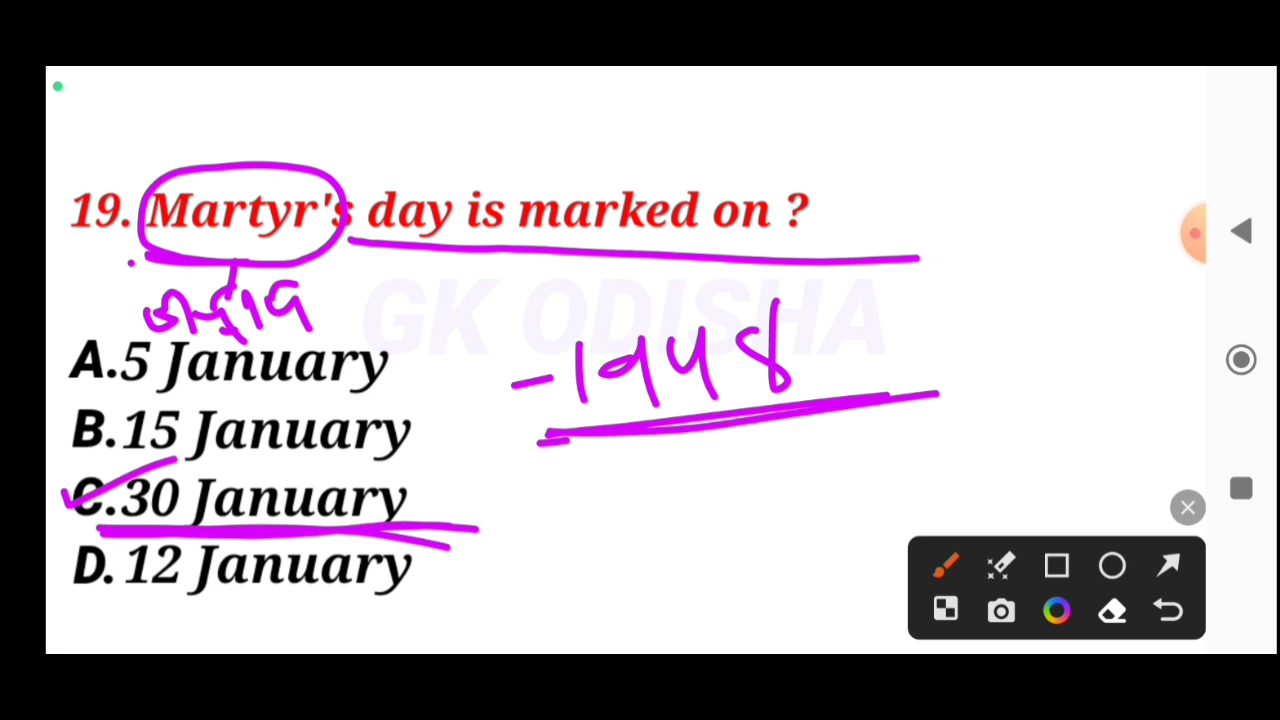 19. Martyr's day is marked on ?
GK ODISHA
-1948
A.5 January
B.15 January
C.30 January
D.12 January